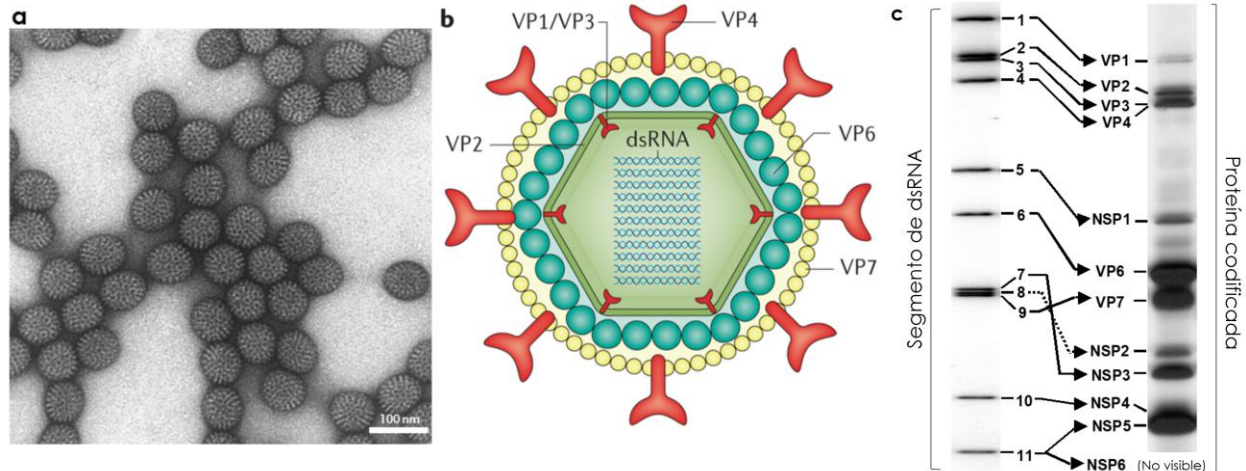 a
100 nm
b
VP1/VP3
VP4
VP2
dsRNA
VP6
VP7
c
Segmento de dsRNA
1
2
3
4
5
6
7
8
9
10
11
VP1
VP2
VP3
VP4
NSP1
VP6
VP7
NSP2
NSP3
NSP4
NSP5
NSP6 (No visible)
Proteína codificada